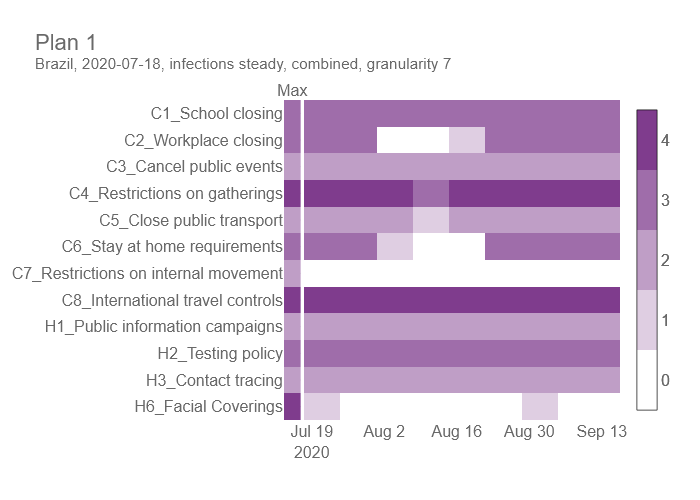 Plan 1
Brazil, 2020-07-18, infections steady, combined, granularity 7
Max
C1_School closing
C2_Workplace closing
C3_Cancel public events
C4_Restrictions on gatherings
C5_Close public transport
C6_Stay at home requirements
C7_Restrictions on internal movement
C8_International travel controls
H1_Public information campaigns
H2_Testing policy
H3_Contact tracing
H6_Facial Coverings
Jul 19 Aug 2 Aug 16 Aug 30 Sep 13
2020
4
3
2
1
0